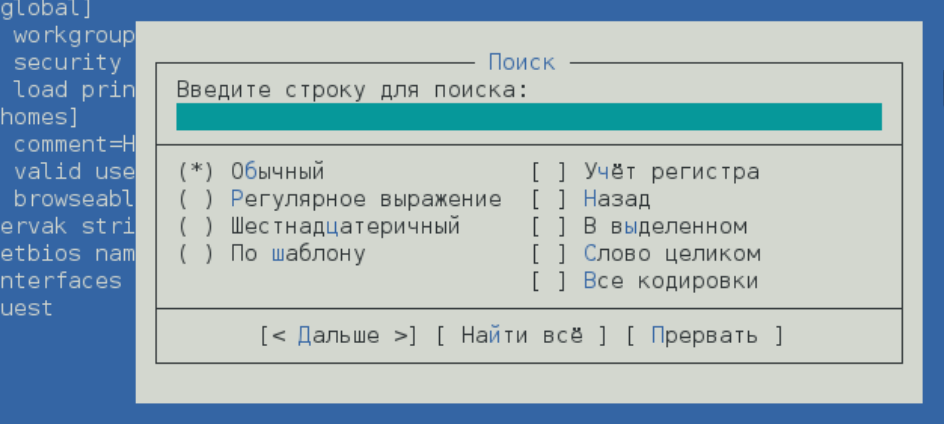 global]
workgroup
security
load prin
homes]
comment=H
valid use
browseabl
ervak stri
etbios nam
nterfaces
uest
Поиск
Введите строку для поиска:
(*) Обычный [ ] Учёт регистра
( ) Регулярное выражение [ ] Назад
( ) Шестнадцатеричный [ ] В выделенном
( ) По шаблону [ ] Слово целиком
[ ] Все кодировки
[< Дальше >] [ Найти всё ] [ Прервать ]